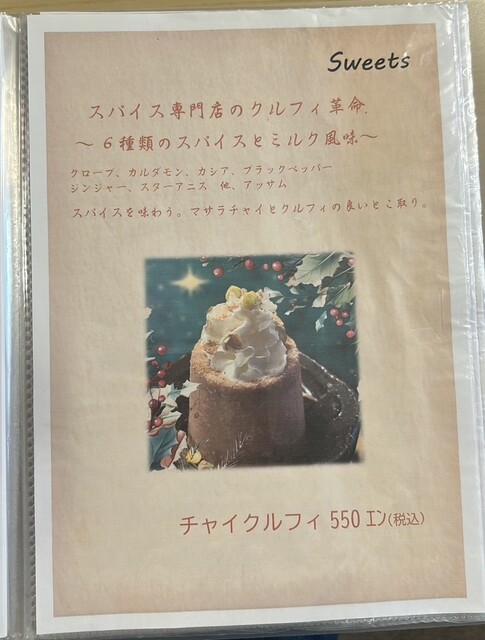 Sweets
スパイス専門店のクルフィ革命.
～６種類のスパイスとミルク風味～
クローブ、カルダモン、カシア、ブラックペッパー
ジンジャー、スターアニス 他、アッサム
スパイスを味わう。マサラチャイとクルフィの良いとこ取り。
チャイクルフィ 550 エン(税込)